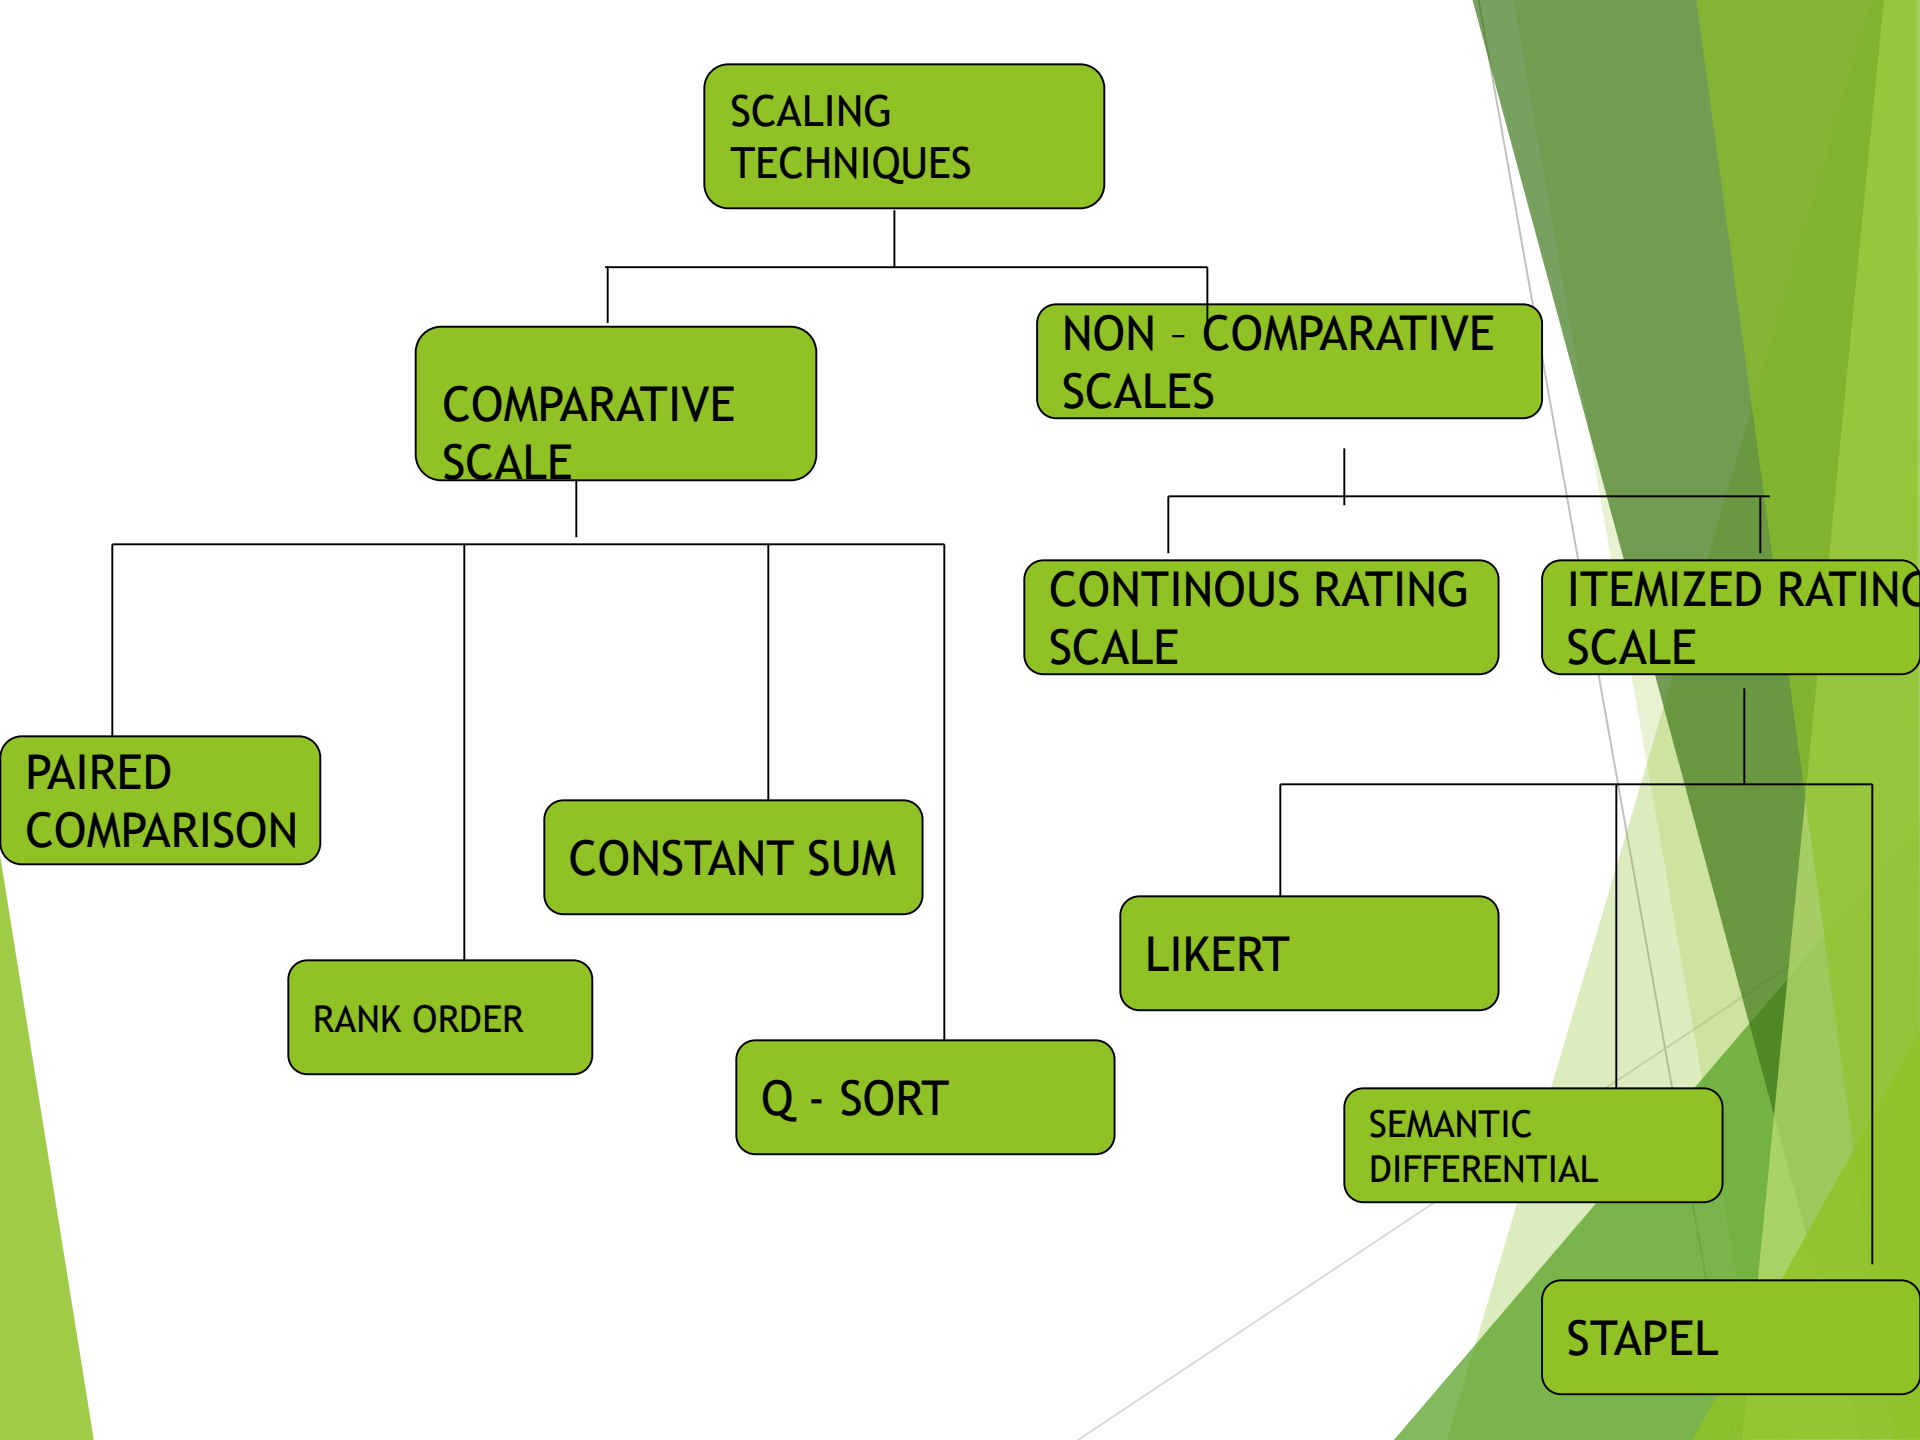 SCALING
TECHNIQUES
COMPARATIVE
SCALE
NON – COMPARATIVE
SCALES
CONTINOUS RATING
SCALE
ITEMIZED RATING
SCALE
PAIRED
COMPARISON
CONSTANT SUM
RANK ORDER
Q - SORT
LIKERT
SEMANTIC
DIFFERENTIAL
STAPEL